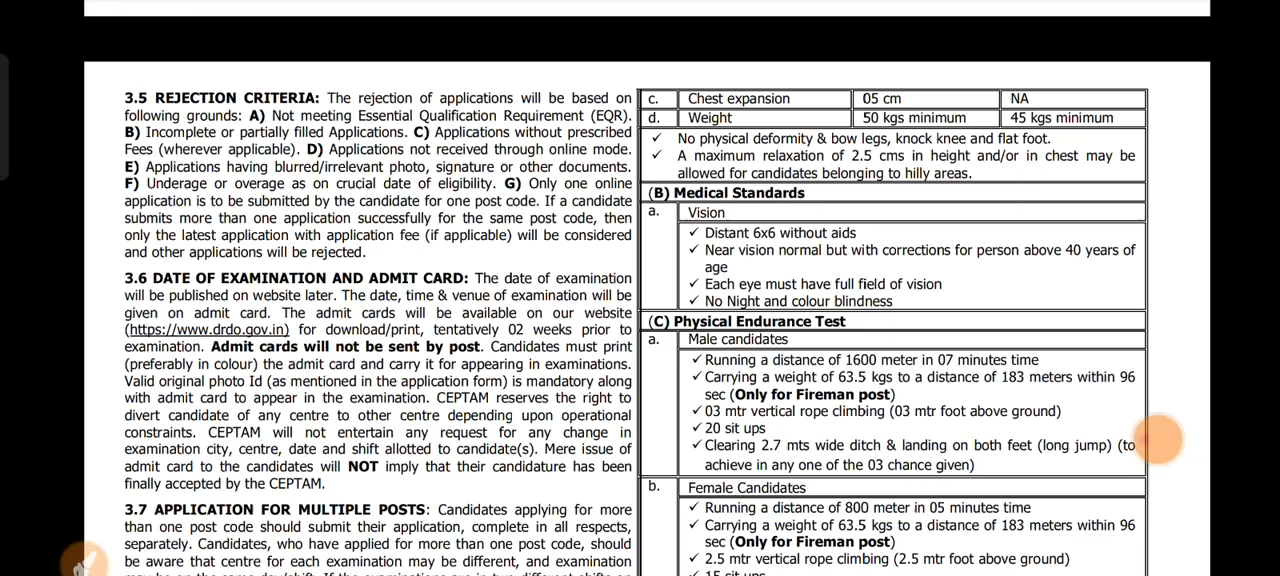 3.5 REJECTION CRITERIA: The rejection of applications will be based on
following grounds: A) Not meeting Essential Qualification Requirement (EQR).
B) Incomplete or partially filled Applications. C) Applications without prescribed
Fees (wherever applicable). D) Applications not received through online mode.
E) Applications having blurred/irrelevant photo, signature or other documents.
F) Underage or overage as on crucial date of eligibility. G) Only one online
application is to be submitted by the candidate for one post code. If a candidate
submits more than one application successfully for the same post code, then
only the latest application with application fee (if applicable) will be considered
and other applications will be rejected.
3.6 DATE OF EXAMINATION AND ADMIT CARD: The date of examination
will be published on website later. The date, time & venue of examination will be
given on admit card. The admit cards will be available on our website
(https://www.drdo.gov.in) for download/print, tentatively 02 weeks prior to
examination. Admit cards will not be sent by post. Candidates must print
(preferably in colour) the admit card and carry it for appearing in examinations.
Valid original photo Id (as mentioned in the application form) is mandatory along
with admit card to appear in the examination. CEPTAM reserves the right to
divert candidate of any centre to other centre depending upon operational
constraints. CEPTAM will not entertain any request for any change in
examination city, centre, date and shift allotted to candidate(s). Mere issue of
admit card to the candidates will NOT imply that their candidature has been
finally accepted by the CEPTAM.
3.7 APPLICATION FOR MULTIPLE POSTS: Candidates applying for more
than one post code should submit their application, complete in all respects,
separately. Candidates, who have applied for more than one post code, should
be aware that centre for each examination may be different, and examination
c. Chest expansion 05 cm NA
d. Weight 50 kgs minimum 45 kgs minimum
✓ No physical deformity & bow legs, knock knee and flat foot.
✓ A maximum relaxation of 2.5 cms in height and/or in chest may be
allowed for candidates belonging to hilly areas.
(B) Medical Standards
a. Vision
✓ Distant 6x6 without aids
✓ Near vision normal but with corrections for person above 40 years of
age
✓ Each eye must have full field of vision
✓ No Night and colour blindness
(C) Physical Endurance Test
a. Male candidates
✓ Running a distance of 1600 meter in 07 minutes time
✓ Carrying a weight of 63.5 kgs to a distance of 183 meters within 96
sec (Only for Fireman post)
✓ 03 mtr vertical rope climbing (03 mtr foot above ground)
✓ 20 sit ups
✓ Clearing 2.7 mts wide ditch & landing on both feet (long jump) (to
achieve in any one of the 03 chance given)
b. Female Candidates
✓ Running a distance of 800 meter in 05 minutes time
✓ Carrying a weight of 63.5 kgs to a distance of 183 meters within 96
sec (Only for Fireman post)
✓ 2.5 mtr vertical rope climbing (2.5 mtr foot above ground)
✓ 15 sit ups